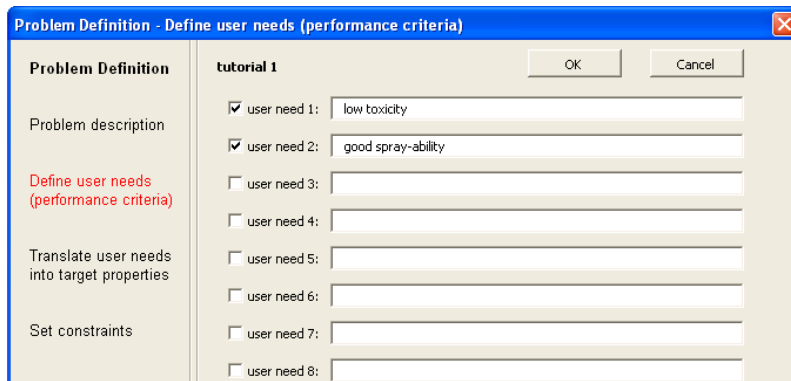 Problem Definition - Define user needs (performance criteria)
Problem Definition
Problem description
Define user needs
(performance criteria)
Translate user needs
into target properties
Set constraints
tutorial 1
OK
Cancel
user need 1:
low toxicity
user need 2:
good spray-ability
user need 3:
user need 4:
user need 5:
user need 6:
user need 7:
user need 8: